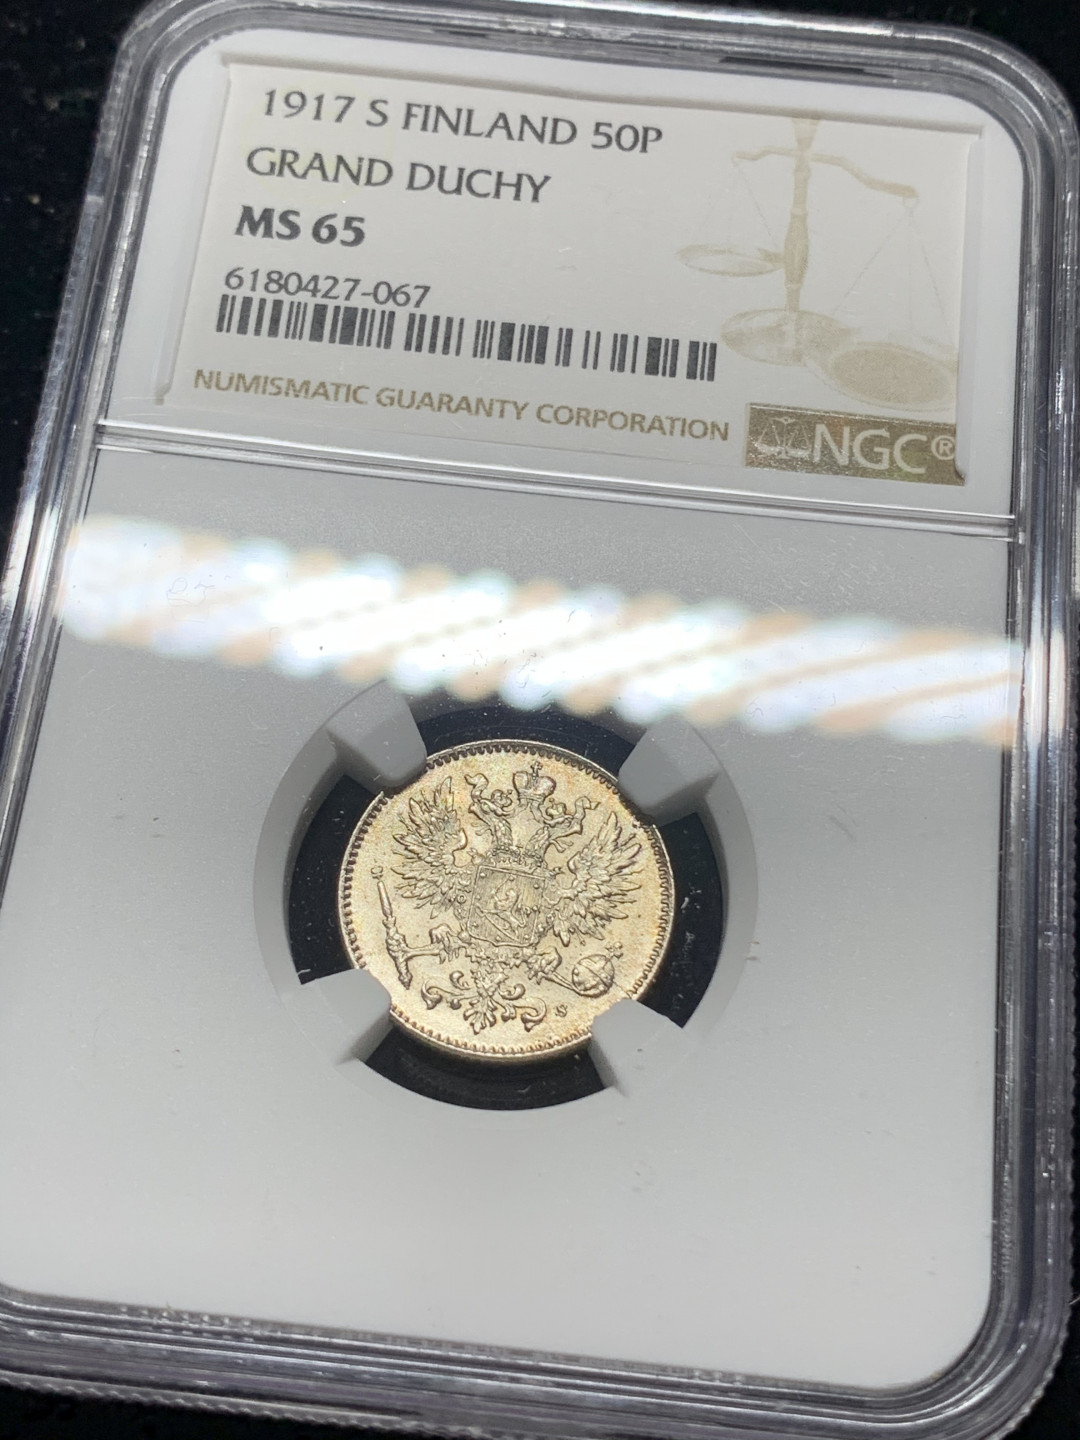 1917 S FINLAND 50P
GRAND DUCHY
MS 65
6180427-067
NUMISMATIC GUARANTY CORPORATION
NGC®
S